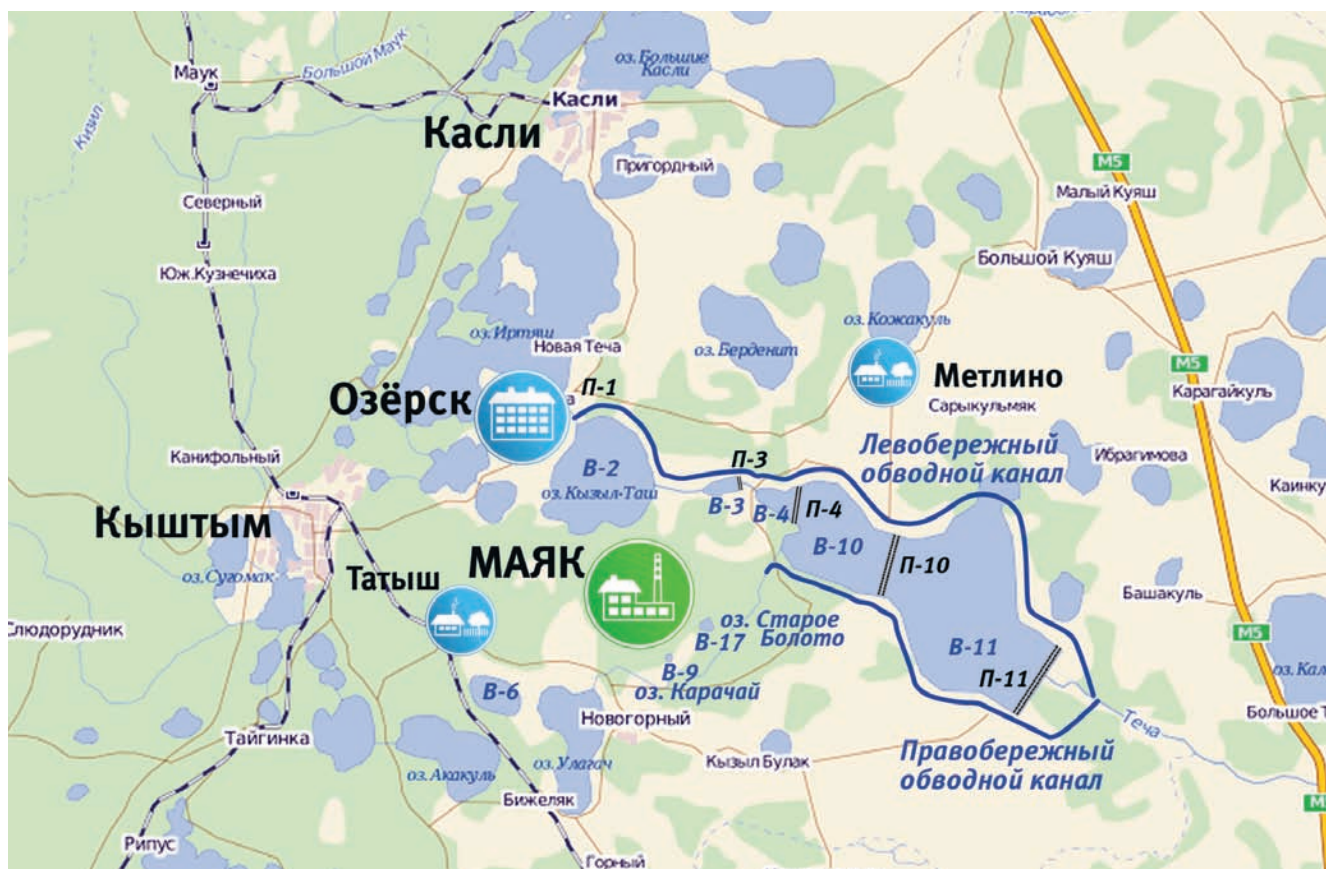 оз. Большие
Касли
Маук
Большой Маук
Касли
Касли
Кизил
Пригордный
М5
Малый Куяш
Северный
Большой Куяш
Юж.Кузнечиха
оз. Иртяш
Новая Теча
оз. Берденит
оз. Кожакуль
М5
Озёрск
П-1
Метлино
Сарыкульмяк
Карагайкуль
Левобережный
обводной канал
Канифольный
В-2
оз. Кызыл-Таш
П-3
В-3
В-4
П-4
Ибрагимова
Каинку
Кыштым
В-10
П-10
оз.Сугомак
Татыш
МАЯК
Башакуль
Слюдорудник
оз. Старое
Болото
В-17
В-11
М5
В-9
оз. Карачай
П-11
оз. Кал
В-6
Новогорный
Теча
Большое Т
Тайгинка
Кызыл Булак
Правобережный
обводной канал
оз. Акакуль
оз. Улагач
Бижеляк
М
Рипус
Горный